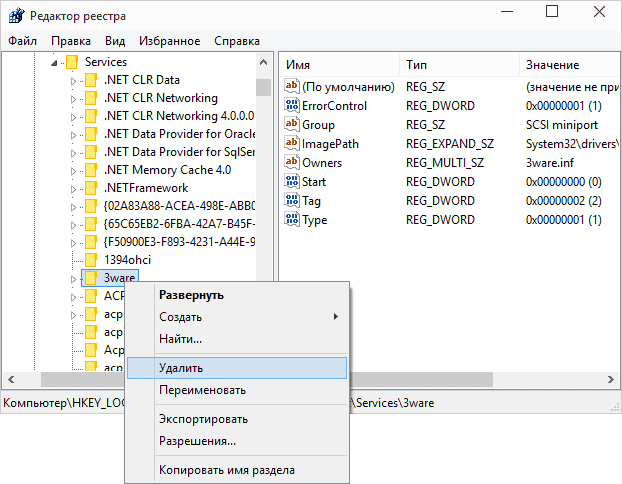 Редактор реестра
Файл Правка Вид Избранное Справка
Services
.NET CLR Data
.NET CLR Networking
.NET CLR Networking 4.0.0.0
.NET Data Provider for Oracle
.NET Data Provider for SqlSer
.NET Memory Cache 4.0
.NETFramework
{02A83A88-ACEA-498E-ABB0
{65C65EB2-6FBA-42A7-B45F-
{F50900E3-F893-4231-A44E-9
1394ohci
3ware
ACP
acp
acp
Acp
acp
Имя Тип Значение
(По умолчанию) REG_SZ (значение не при
ErrorControl REG_DWORD 0x00000001 (1)
Group REG_SZ SCSI miniport
ImagePath REG_EXPAND_SZ System32\drivers\
Owners REG_MULTI_SZ 3ware.inf
Start REG_DWORD 0x00000000 (0)
Tag REG_DWORD 0x00000002 (2)
Type REG_DWORD 0x00000001 (1)
Развернуть
Создать
Найти...
Удалить
Переименовать
Экспортировать
Разрешения...
Копировать имя раздела
Компьютер\HKEY_LOC \Services\3ware